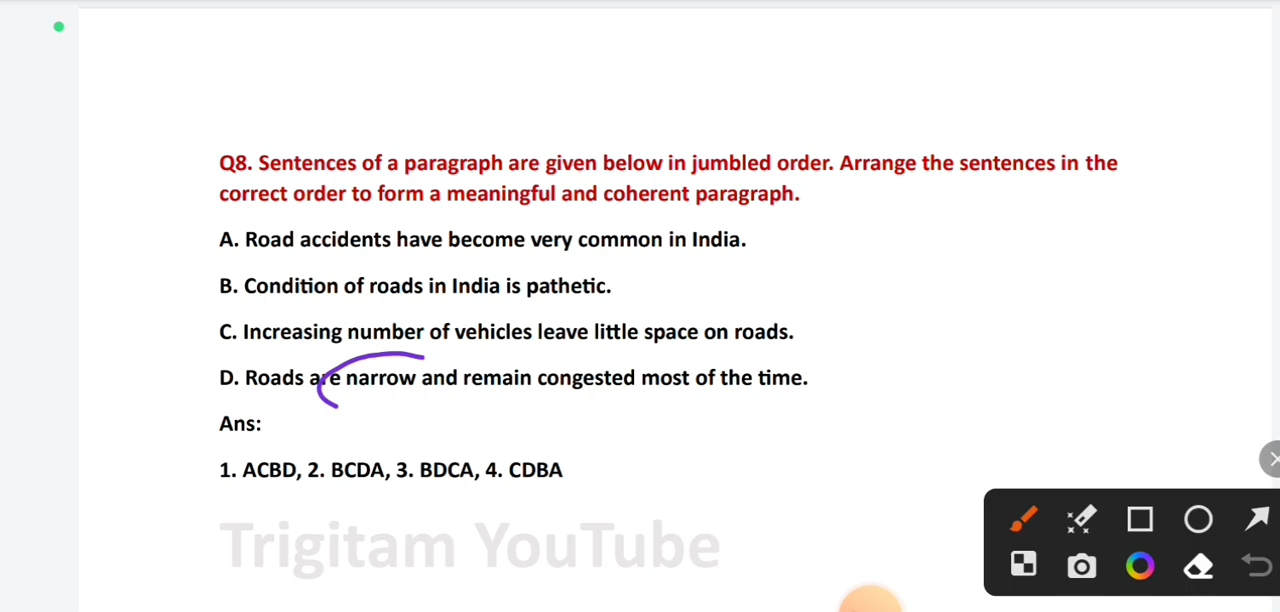 Q8. Sentences of a paragraph are given below in jumbled order. Arrange the sentences in the
correct order to form a meaningful and coherent paragraph.
A. Road accidents have become very common in India.
B. Condition of roads in India is pathetic.
C. Increasing number of vehicles leave little space on roads.
D. Roads are narrow and remain congested most of the time.
Ans:
1. ACBD, 2. BCDA, 3. BDCA, 4. CDBA
Trigitam YouTube